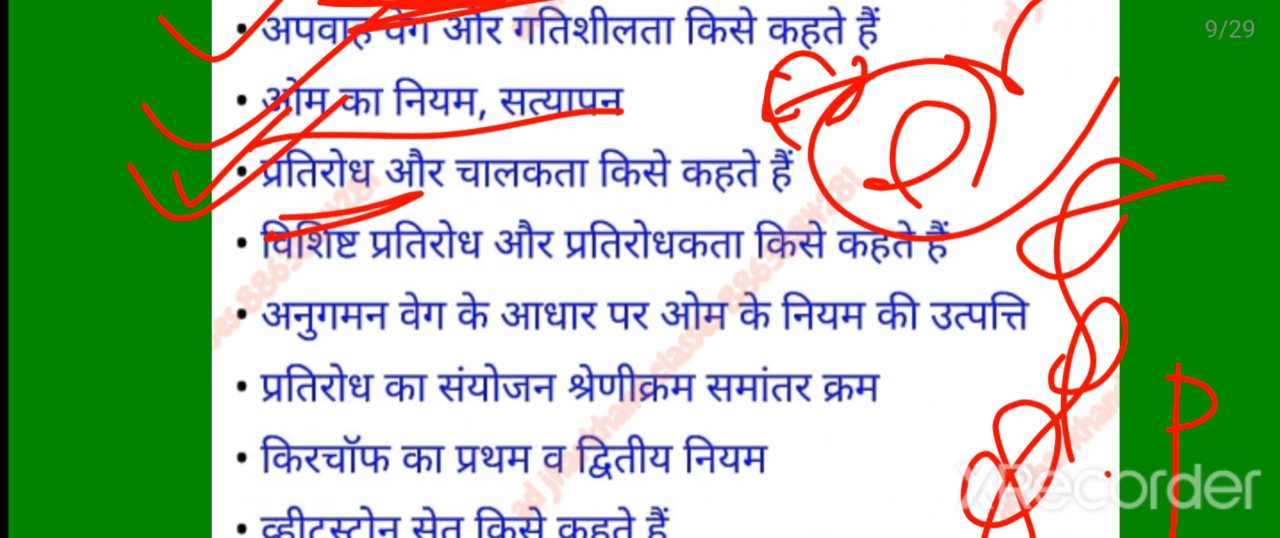 9/29
• अपवाह वेग और गतिशीलता किसे कहते हैं
• ओम का नियम, सत्यापन
• प्रतिरोध और चालकता किसे कहते हैं
• विशिष्ट प्रतिरोध और प्रतिरोधकता किसे कहते हैं
• अनुगमन वेग के आधार पर ओम के नियम की उत्पत्ति
• प्रतिरोध का संयोजन श्रेणीक्रम समांतर क्रम
• किरचॉफ का प्रथम व द्वितीय नियम
• व्हीटस्टोन सेतु किसे कहते हैं
P
XRecorder